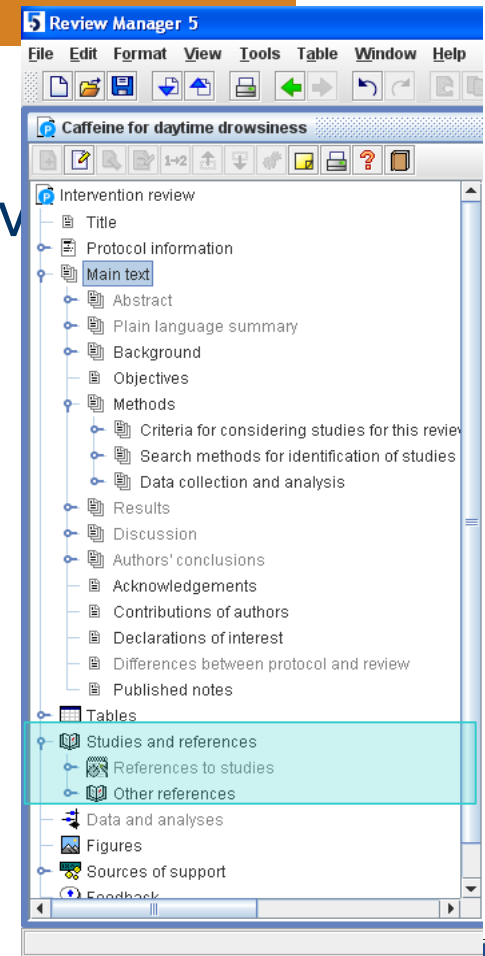 5 Review Manager 5
File Edit Format View Tools Table Window Help
Caffeine for daytime drowsiness
1→2
Intervention review
Title
Protocol information
Main text
Abstract
Plain language summary
Background
Objectives
Methods
Criteria for considering studies for this review
Search methods for identification of studies
Data collection and analysis
Results
Discussion
Authors' conclusions
Acknowledgements
Contributions of authors
Declarations of interest
Differences between protocol and review
Published notes
Tables
Studies and references
References to studies
Other references
Data and analyses
Figures
Sources of support
Feedback